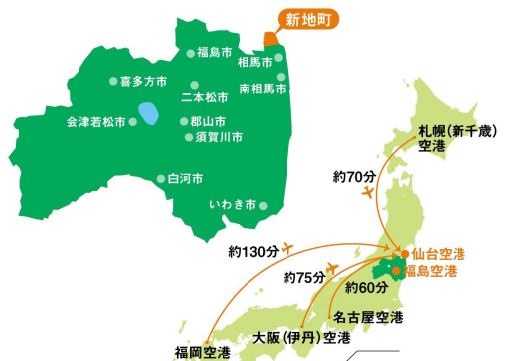 新地町
福島市
相馬市
喜多方市
南相馬市
二本松市
会津若松市
郡山市
須賀川市
白河市
いわき市
札幌(新千歳)
空港
約70分
約130分
仙台空港
福島空港
約75分
約60分
名古屋空港
大阪(伊丹)空港
福岡空港